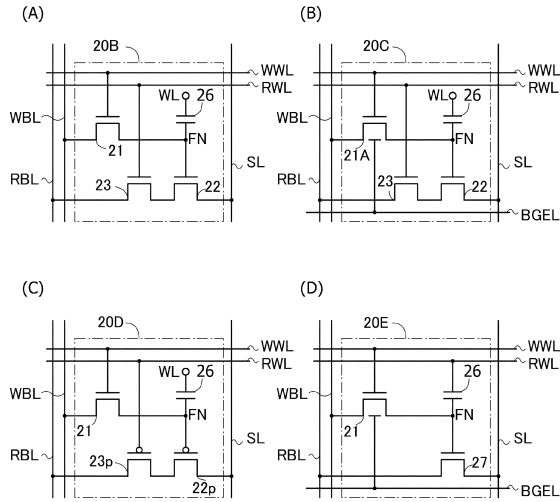 (A)
20B
WWL
RWL
WL
26
WBL
21
FN
RBL
23
22
SL
(B)
20C
WWL
RWL
WL
26
WBL
21A
FN
SL
RBL
23
22
BGEL
(C)
20D
WWL
RWL
WL
26
WBL
21
FN
SL
RBL
23p
22p
(D)
20E
WWL
RWL
26
WBL
21
FN
SL
RBL
27
BGEL